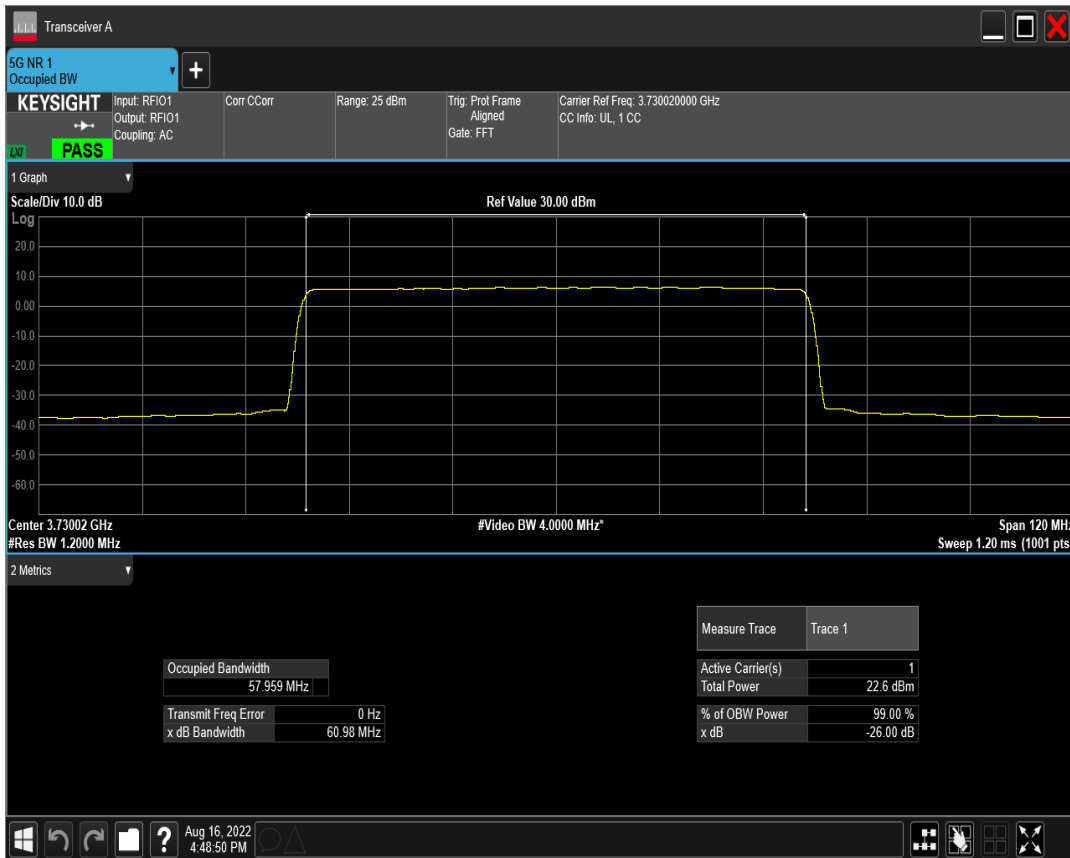 Transceiver A
5G NR 1
Occupied BW
+
KEYSIGHT
LXI
PASS
Input: RFIO1
Output: RFIO1
Coupling: AC
Corr CCorr
Range: 25 dBm
Trig: Prot Frame
Aligned
Gate: FFT
Carrier Ref Freq: 3.730020000 GHz
CC Info: UL, 1 CC
1 Graph
Scale/Div 10.0 dB
Ref Value 30.00 dBm
Log
20.0
10.0
0.00
-10.0
-20.0
-30.0
-40.0
-50.0
-60.0
Center 3.73002 GHz
#Video BW 4.0000 MHz*
Span 120 MHz
#Res BW 1.2000 MHz
Sweep 1.20 ms (1001 pts
2 Metrics
Measure Trace Trace 1
Occupied Bandwidth
57.959 MHz
Active Carrier(s) 1
Total Power 22.6 dBm
Transmit Freq Error 0 Hz
x dB Bandwidth 60.98 MHz
% of OBW Power 99.00 %
x dB -26.00 dB
?
Aug 16, 2022
4:48:50 PM